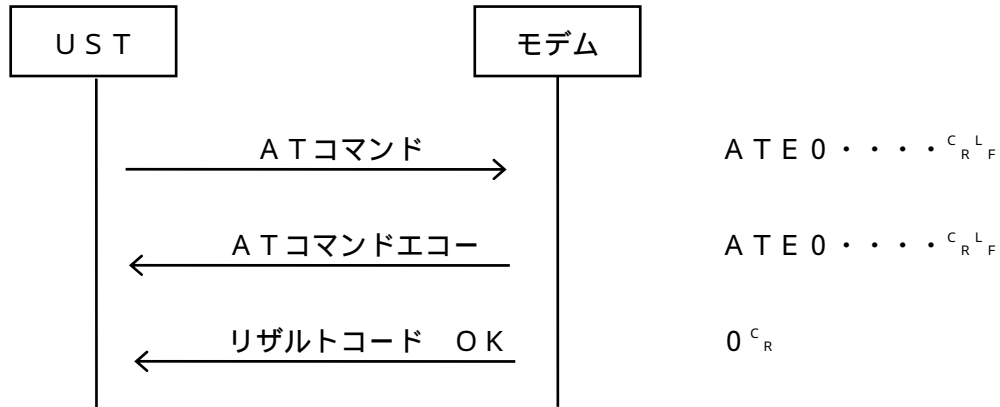 ＵＳＴ
モデム
ＡＴコマンド
ＡＴＥ０・・・・CRLF
ＡＴコマンドエコー
ＡＴＥ０・・・・CRLF
リザルトコード　ＯＫ
０CR